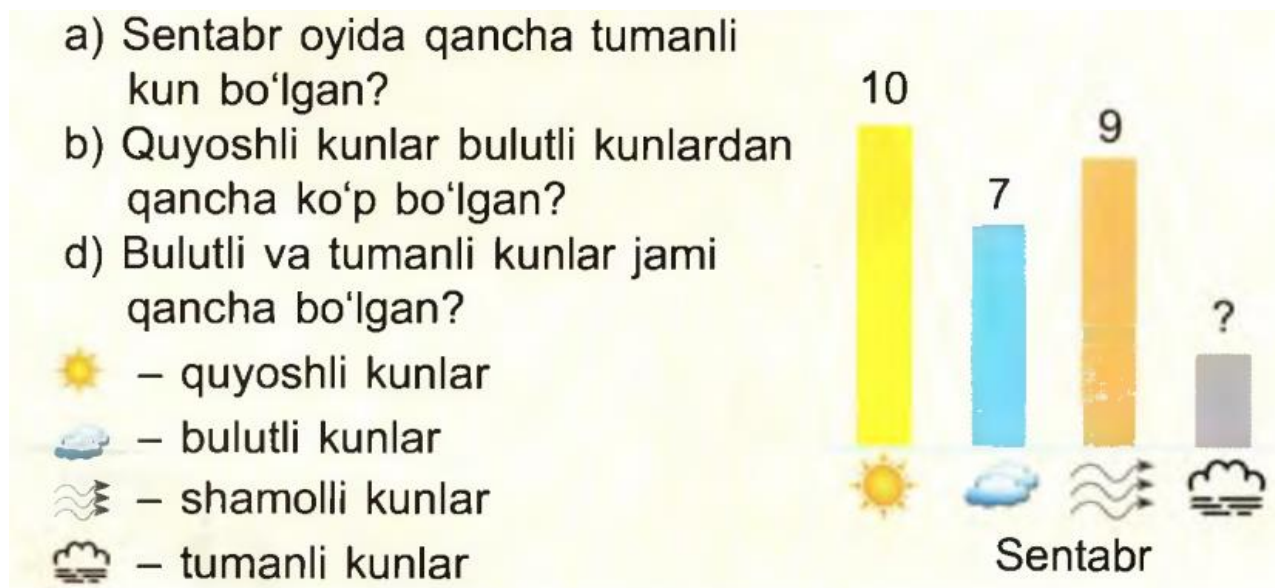 a) Sentabr oyida qancha tumanli
kun bo‘lgan?
b) Quyoshli kunlar bulutli kunlardan
qancha ko‘p bo‘lgan?
d) Bulutli va tumanli kunlar jami
qancha bo‘lgan?
– quyoshli kunlar
– bulutli kunlar
– shamolli kunlar
– tumanli kunlar
10
7
9
?
Sentabr